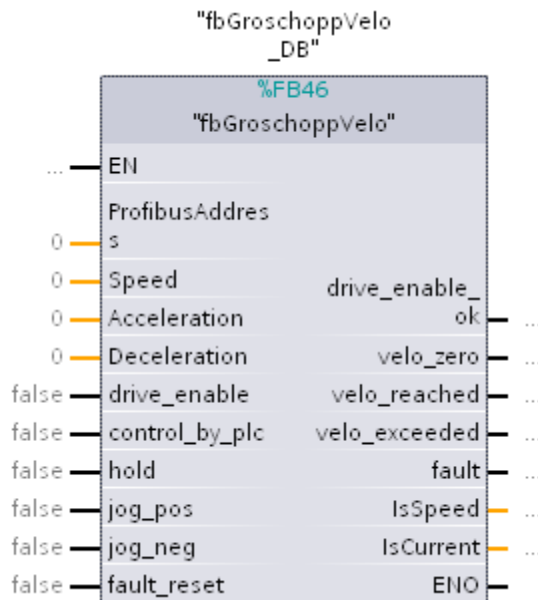 "fbGroschoppVelo
_DB"
%FB46
"fbGroschoppVelo"
... EN
ProfibusAddres
0 s
0 Speed
drive_enable_
0 Acceleration ok ...
0 Deceleration velo_zero ...
false drive_enable velo_reached ...
false control_by_plc velo_exceeded ...
false hold fault ...
false jog_pos IsSpeed ...
false jog_neg IsCurrent ...
false fault_reset ENO